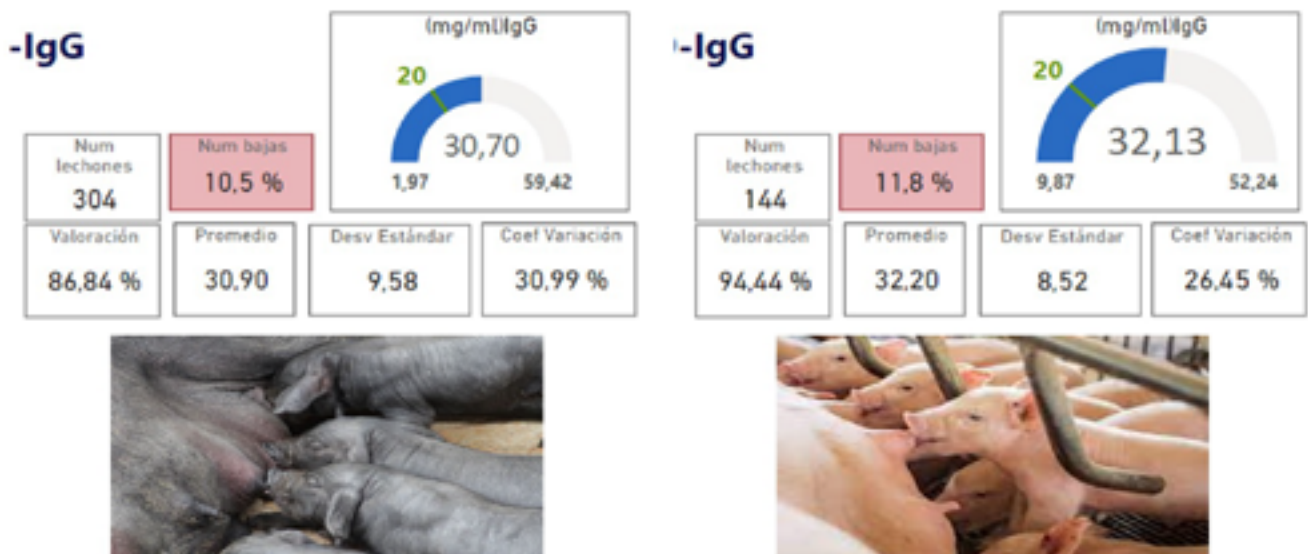 -IgG
(mg/ml)IgG
20
30,70
1,97
59,42
Num
lechones
304
Num bajas
10,5 %
Valoración
86,84 %
Promedio
30,90
Desv Estándar
9,58
Coef Variación
30,99 %
-IgG
(mg/ml)IgG
20
32,13
9,87
52,24
Num
lechones
144
Num bajas
11,8 %
Valoración
94,44 %
Promedio
32,20
Desv Estándar
8,52
Coef Variación
26,45 %